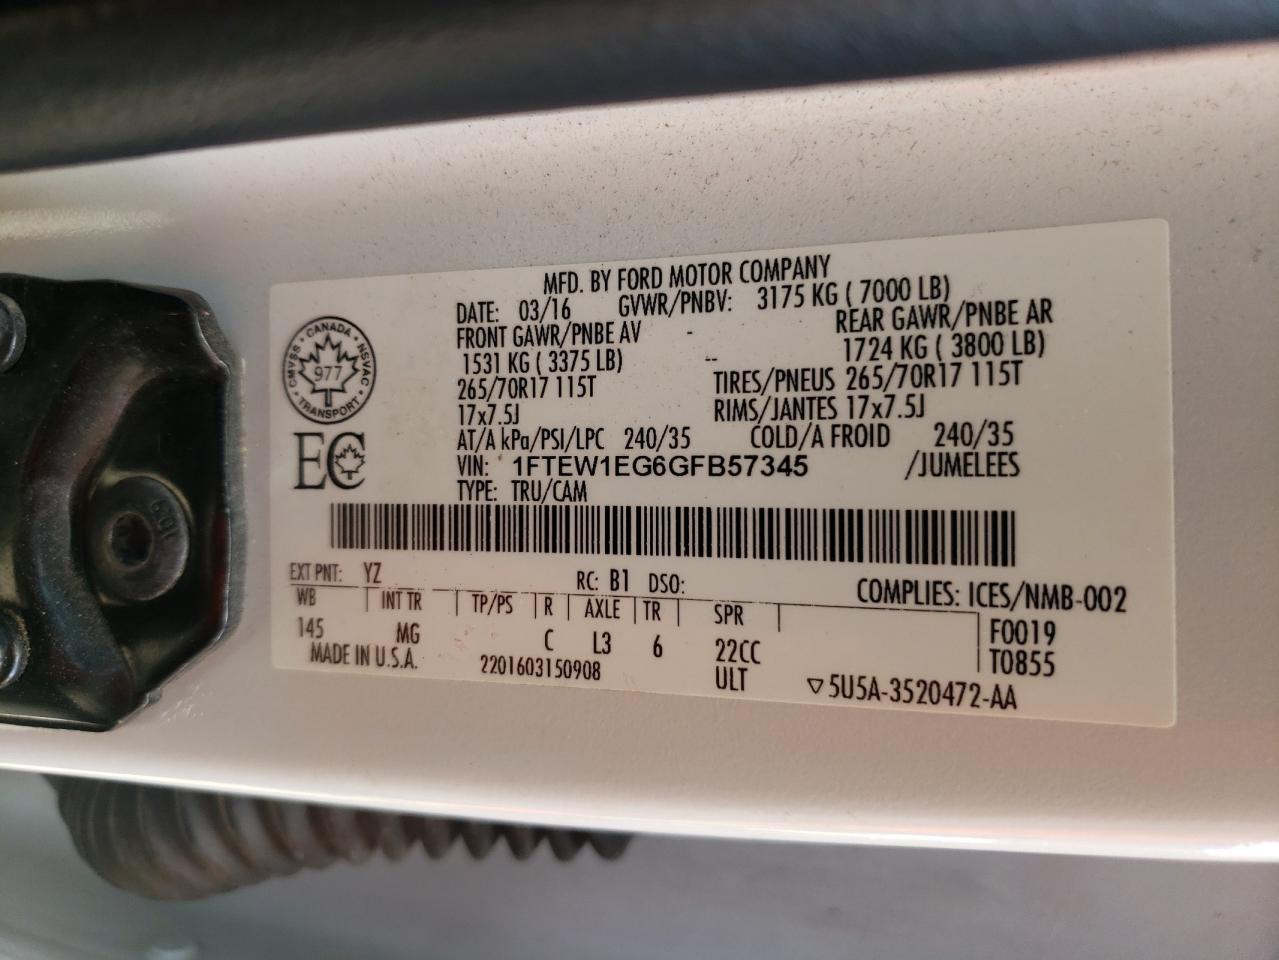 MFD. BY FORD MOTOR COMPANY
DATE: 03/16 GVWR/PNBV: 3175 KG ( 7000 LB)
FRONT GAWR/PNBE AV - REAR GAWR/PNBE AR
1531 KG ( 3375 LB) -- 1724 KG ( 3800 LB)
265/70R17 115T TIRES/PNEUS 265/70R17 115T
17x7.5J RIMS/JANTES 17x7.5J
AT/A kPa/PSI/LPC 240/35 COLD/A FROID 240/35
VIN: 1FTEW1EG6GFB57345 /JUMELEES
TYPE: TRU/CAM
CANADA
CMVSS NSVAC
977
TRANSPORT
EC
EXT PNT: YZ RC: B1 DSO: COMPLIES: ICES/NMB-002
WB INT TR TP/PS R AXLE TR SPR F0019
145 MG C L3 6 22CC T0855
MADE IN U.S.A. 2201603150908 ULT ▽5U5A-3520472-AA
10.9